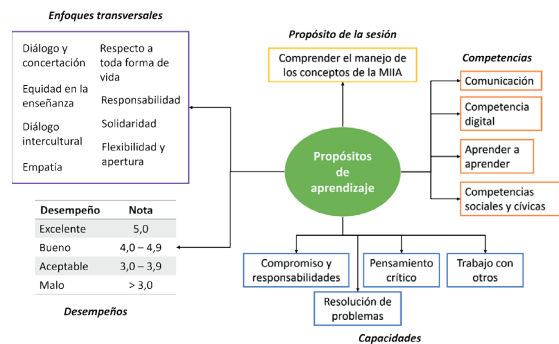 Enfoques transversales
Diálogo y
concertación
Equidad en la
enseñanza
Diálogo
intercultural
Empatía
Respecto a
toda forma de
vida
Responsabilidad
Solidaridad
Flexibilidad y
apertura
Propósito de la sesión
Comprender el manejo de
los conceptos de la MIIA
Competencias
Comunicación
Competencia
digital
Aprender a
aprender
Competencias
sociales y cívicas
Propósitos
de
aprendizaje
Desempeño Nota
Excelente 5,0
Bueno 4,0 – 4,9
Aceptable 3,0 – 3,9
Malo > 3,0
Desempeños
Compromiso y
responsabilidades
Pensamiento
crítico
Trabajo con
otros
Resolución de
problemas
Capacidades